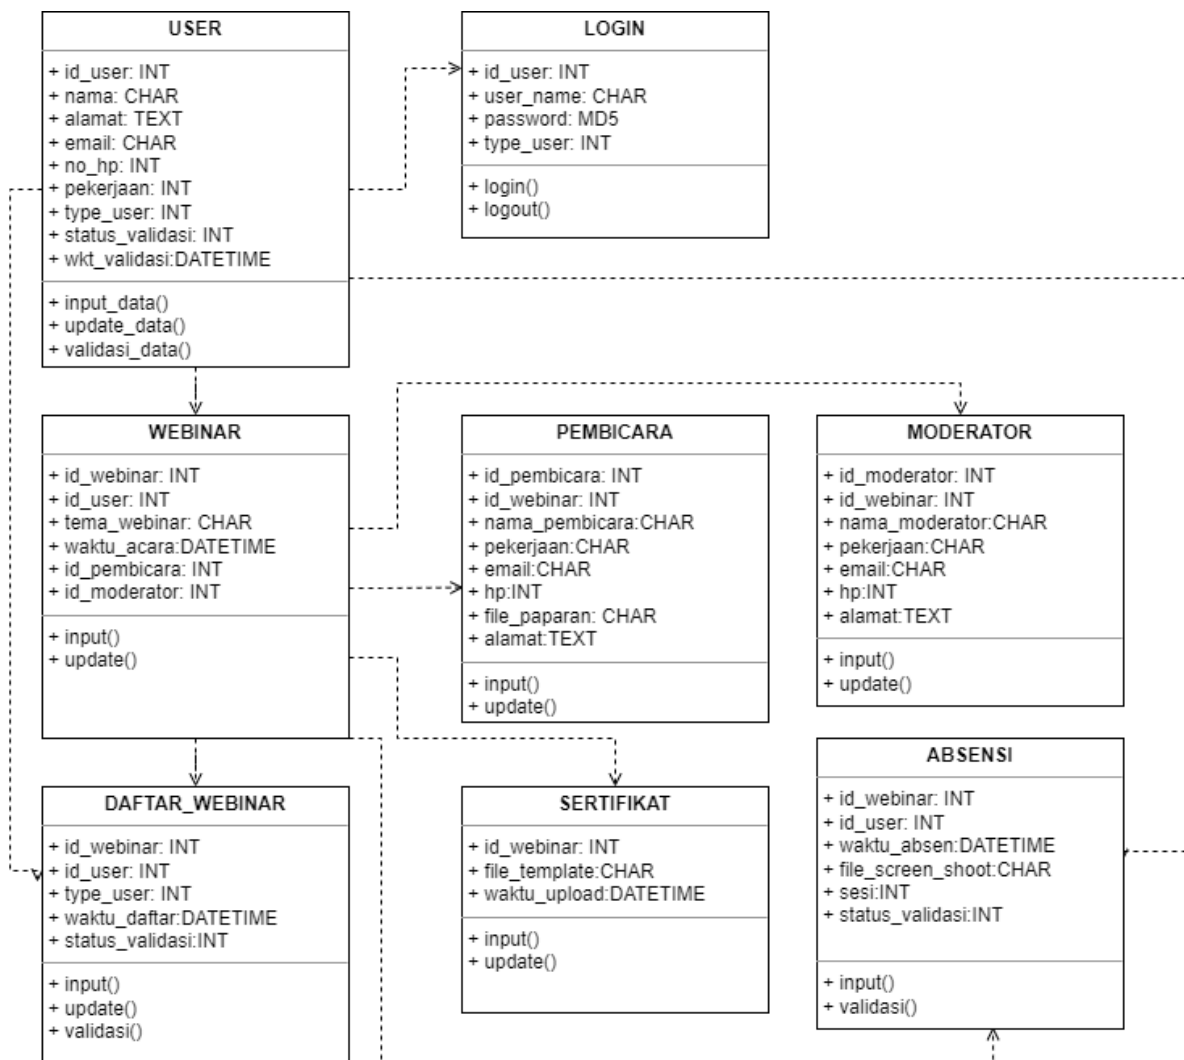 USER
+ id_user: INT
+ nama: CHAR
+ alamat: TEXT
+ email: CHAR
+ no_hp: INT
+ pekerjaan: INT
+ type_user: INT
+ status_validasi: INT
+ wkt_validasi:DATETIME
+ input_data()
+ update_data()
+ validasi_data()
LOGIN
+ id_user: INT
+ user_name: CHAR
+ password: MD5
+ type_user: INT
+ login()
+ logout()
WEBINAR
+ id_webinar: INT
+ id_user: INT
+ tema_webinar: CHAR
+ waktu_acara:DATETIME
+ id_pembicara: INT
+ id_moderator: INT
+ input()
+ update()
PEMBICARA
+ id_pembicara: INT
+ id_webinar: INT
+ nama_pembicara:CHAR
+ pekerjaan:CHAR
+ email:CHAR
+ hp:INT
+ file_paparan: CHAR
+ alamat:TEXT
+ input()
+ update()
MODERATOR
+ id_moderator: INT
+ id_webinar: INT
+ nama_moderator:CHAR
+ pekerjaan:CHAR
+ email:CHAR
+ hp:INT
+ alamat:TEXT
+ input()
+ update()
DAFTAR_WEBINAR
+ id_webinar: INT
+ id_user: INT
+ type_user: INT
+ waktu_daftar:DATETIME
+ status_validasi:INT
+ input()
+ update()
+ validasi()
SERTIFIKAT
+ id_webinar: INT
+ file_template:CHAR
+ waktu_upload:DATETIME
+ input()
+ update()
ABSENSI
+ id_webinar: INT
+ id_user: INT
+ waktu_absen:DATETIME
+ file_screen_shoot:CHAR
+ sesi:INT
+ status_validasi:INT
+ input()
+ validasi()